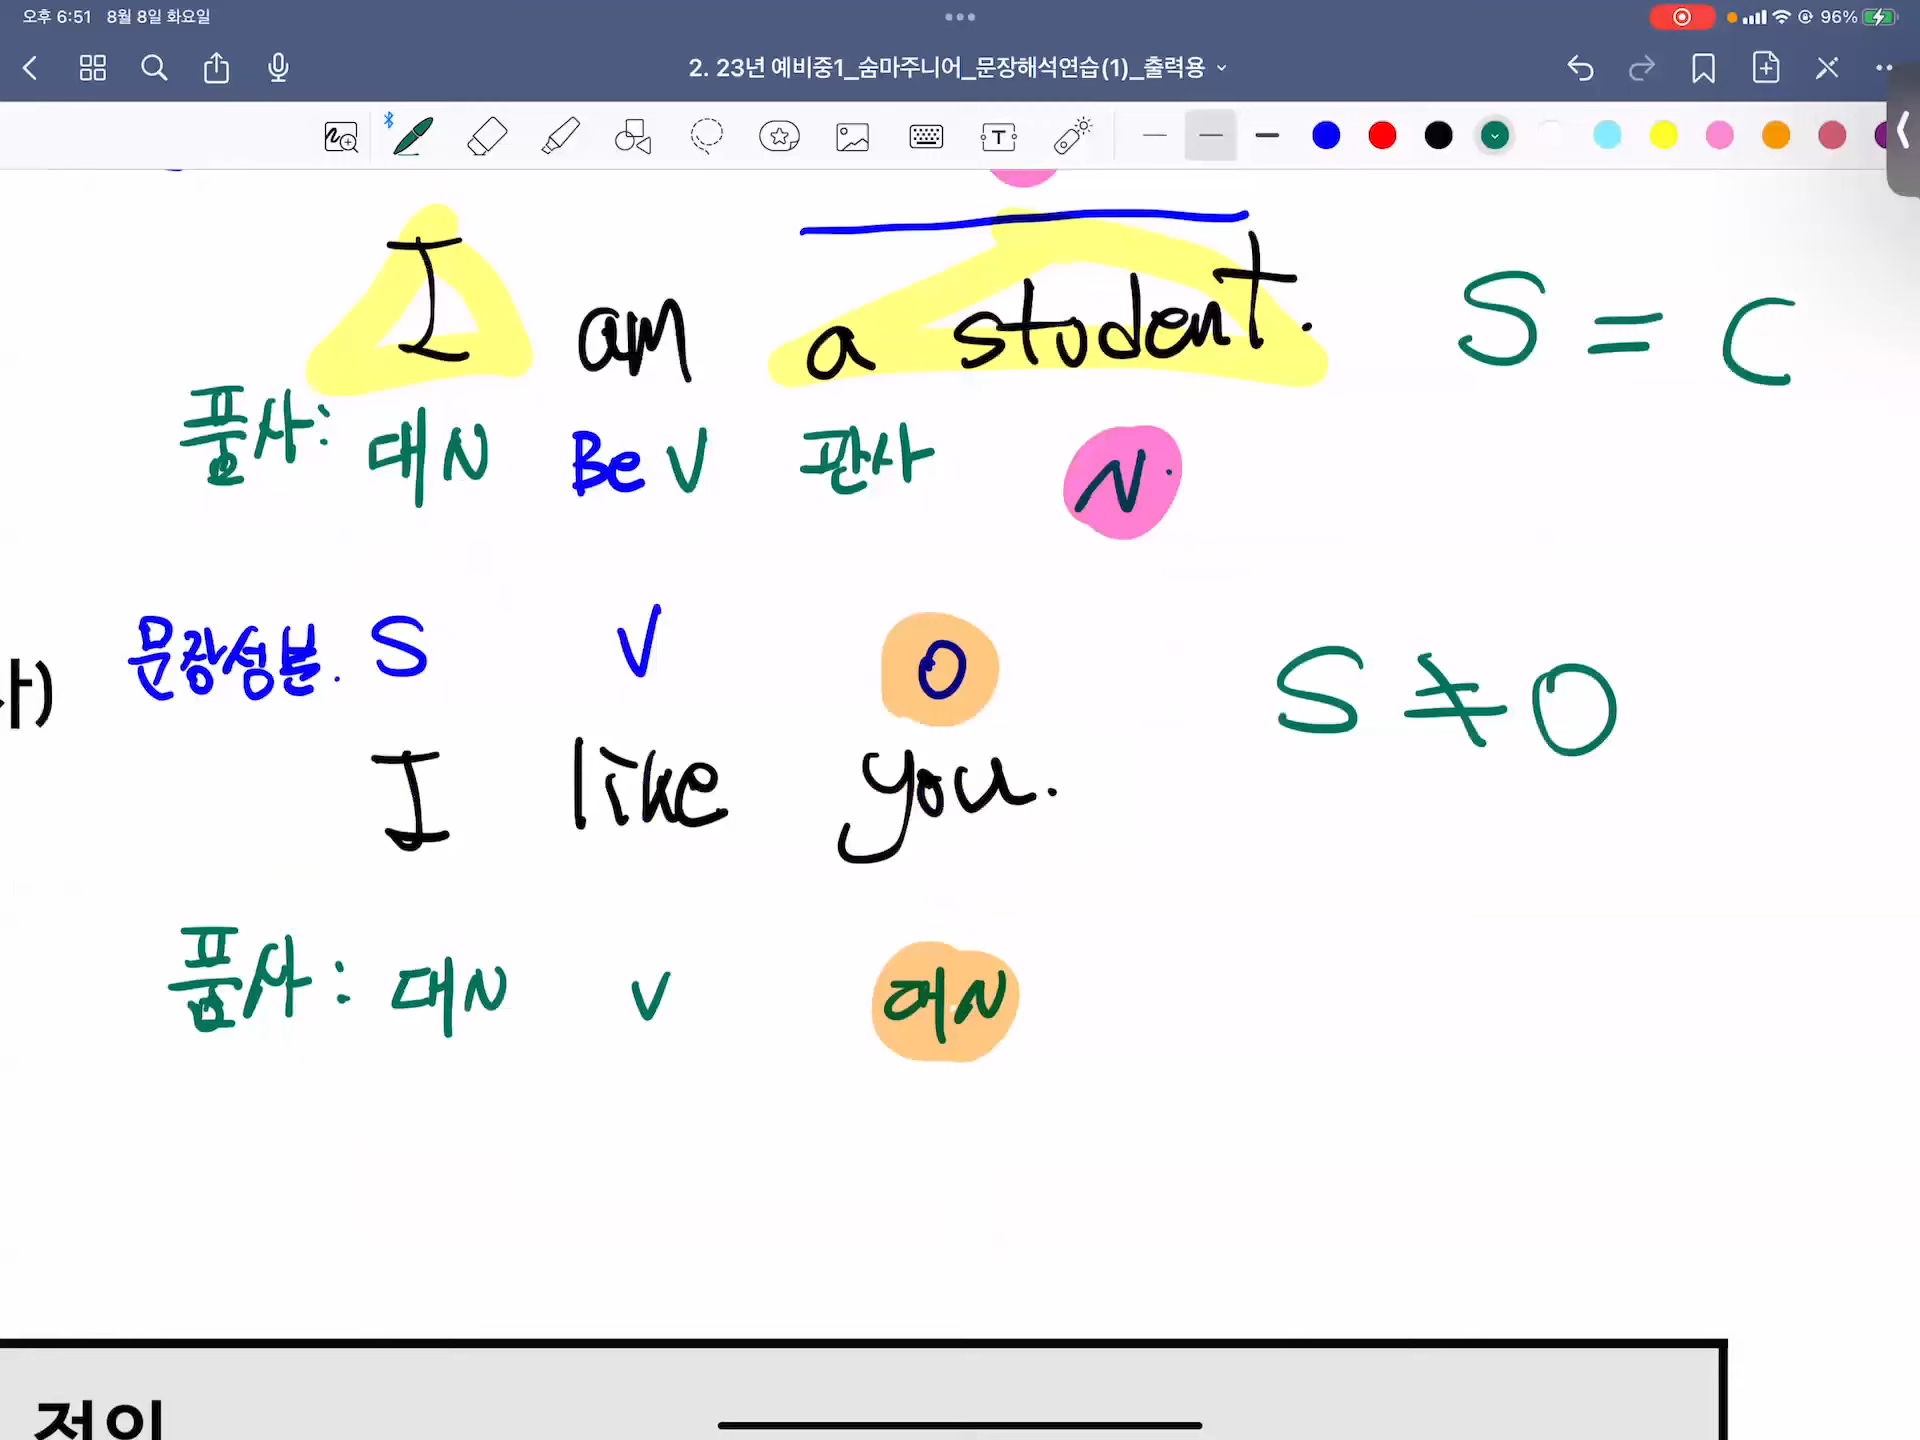 오후 6:51 8월 8일 화요일
96%
2. 23년 예비중1_숨마주니어_문장해석연습(1)_출력용
I am a student. S = C
품사: 대N Be V 관사 N.
문장성분. S V O S ≠ O
사)
I like you.
품사: 대N V 대N
정의